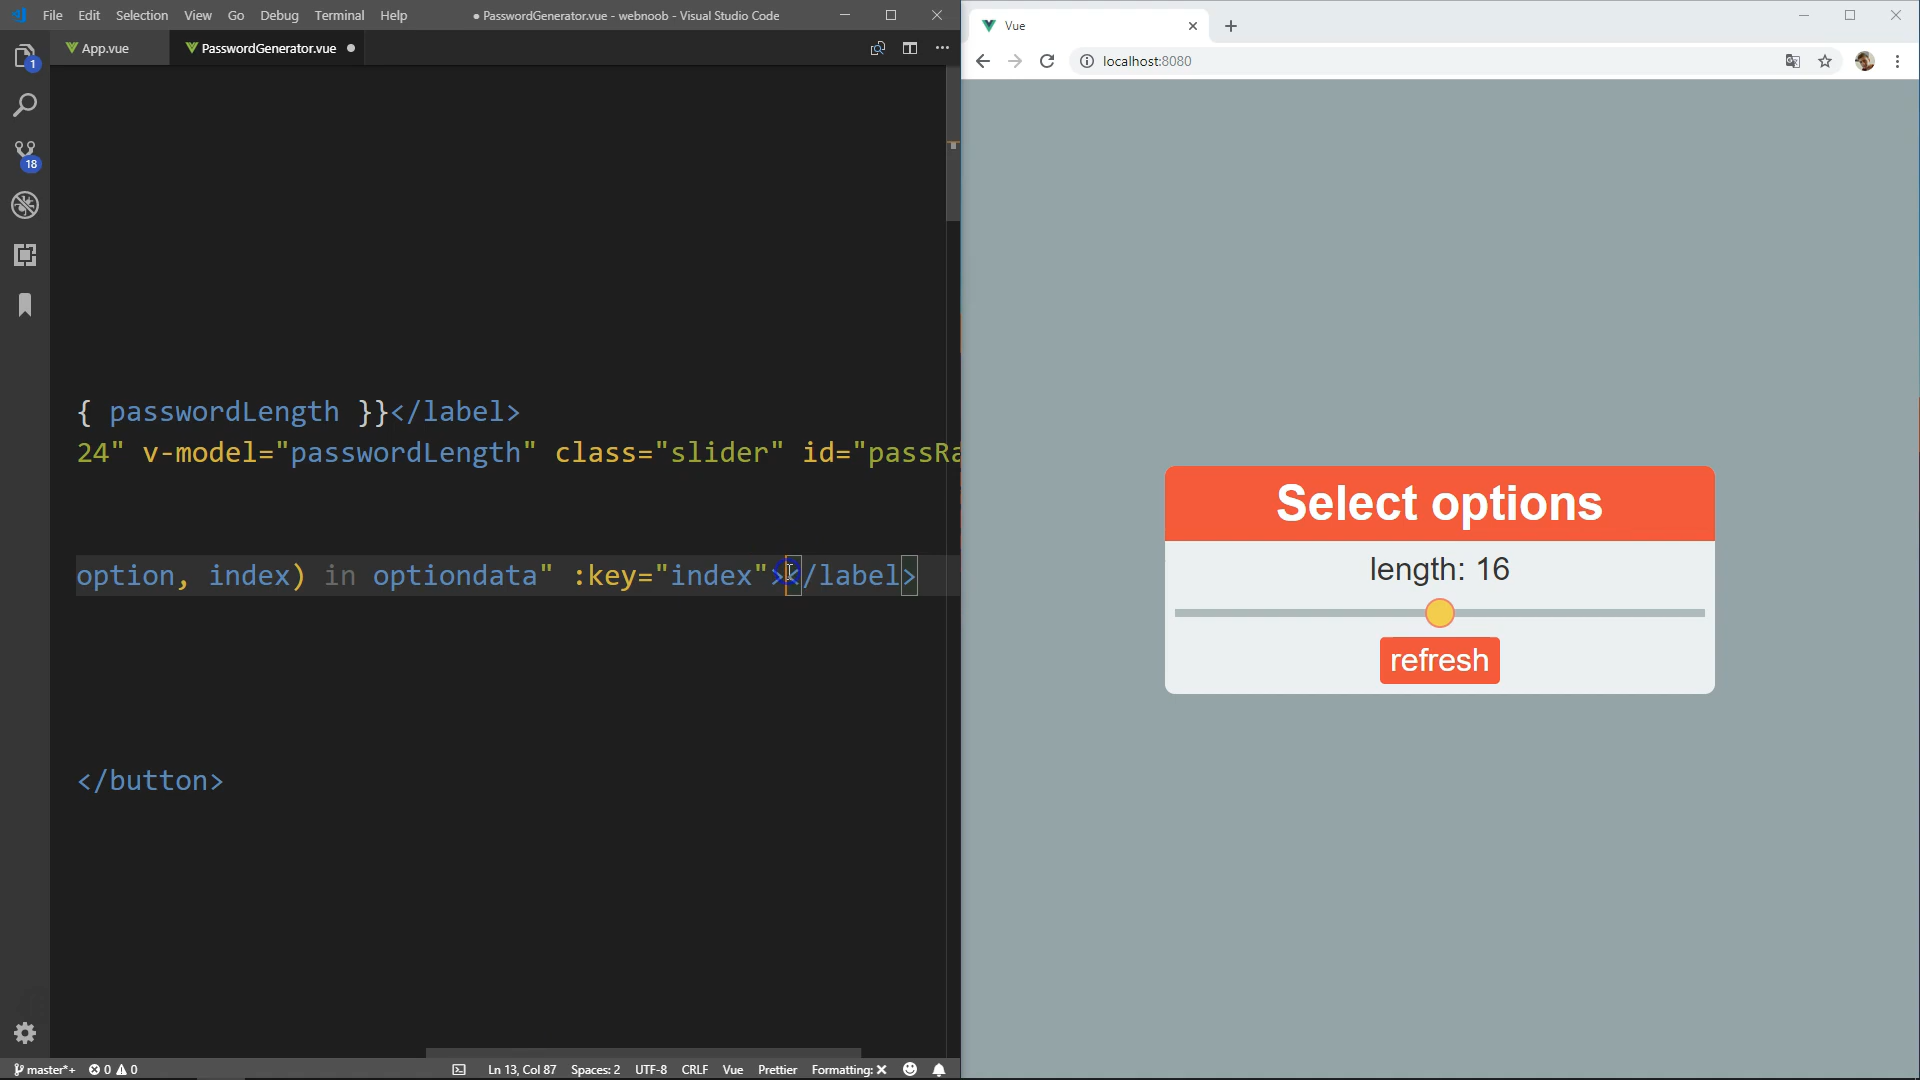 File Edit Selection View Go Debug Terminal Help
● PasswordGenerator.vue - webnoob - Visual Studio Code
App.vue
PasswordGenerator.vue
1
18
{ passwordLength }}</label>
24" v-model="passwordLength" class="slider" id="passRa
option, index) in optiondata" :key="index"></label>
</button>
master*+ 0 0 Ln 13, Col 87 Spaces: 2 UTF-8 CRLF Vue Prettier Formatting: ✕
Vue
localhost:8080
Select options
length: 16
refresh